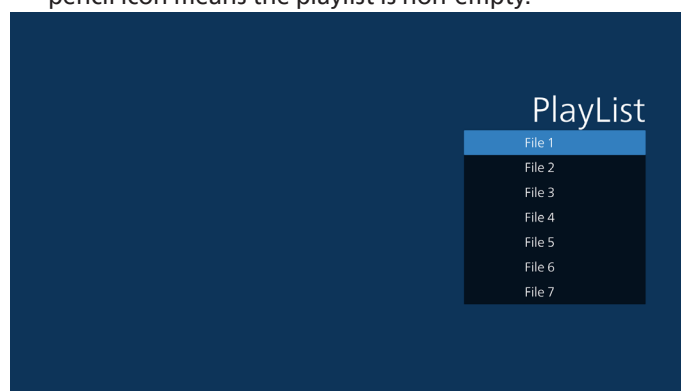 pencil icon means the playlist is non-empty.
PlayList
File 1
File 2
File 3
File 4
File 5
File 6
File 7